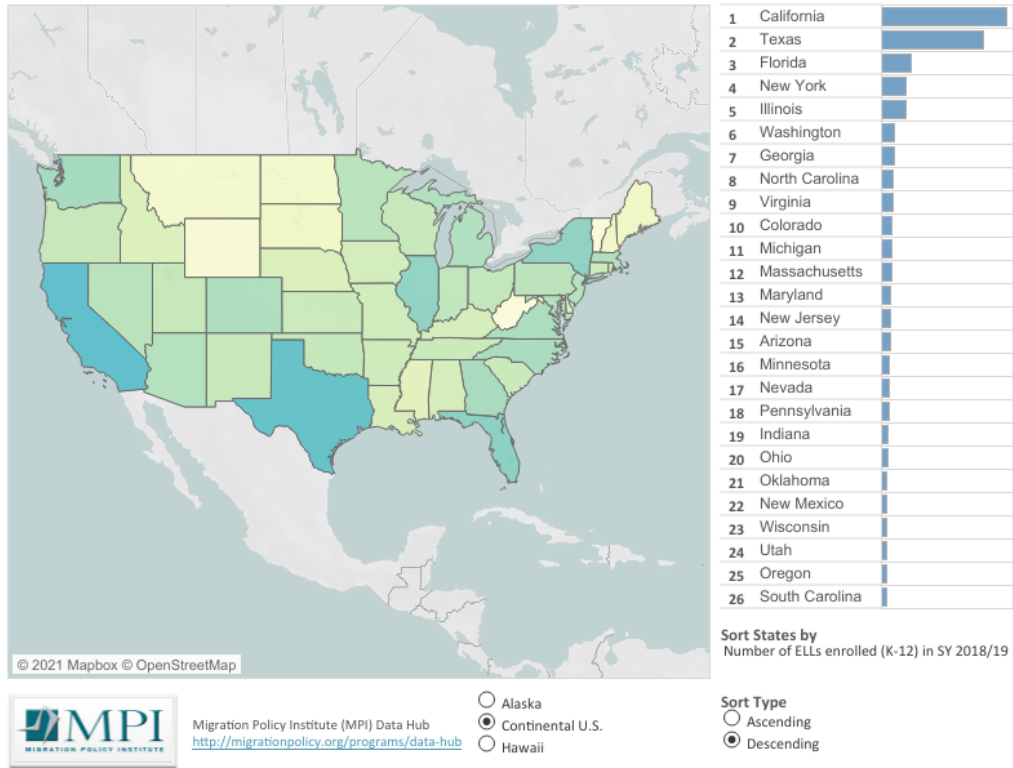 1 California
2 Texas
3 Florida
4 New York
5 Illinois
6 Washington
7 Georgia
8 North Carolina
9 Virginia
10 Colorado
11 Michigan
12 Massachusetts
13 Maryland
14 New Jersey
15 Arizona
16 Minnesota
17 Nevada
18 Pennsylvania
19 Indiana
20 Ohio
21 Oklahoma
22 New Mexico
23 Wisconsin
24 Utah
25 Oregon
26 South Carolina
Sort States by
Number of ELLs enrolled (K-12) in SY 2018/19
© 2021 Mapbox © OpenStreetMap
MPI
MIGRATION POLICY INSTITUTE
Migration Policy Institute (MPI) Data Hub
http://migrationpolicy.org/programs/data-hub
Alaska
Continental U.S.
Hawaii
Sort Type
Ascending
Descending